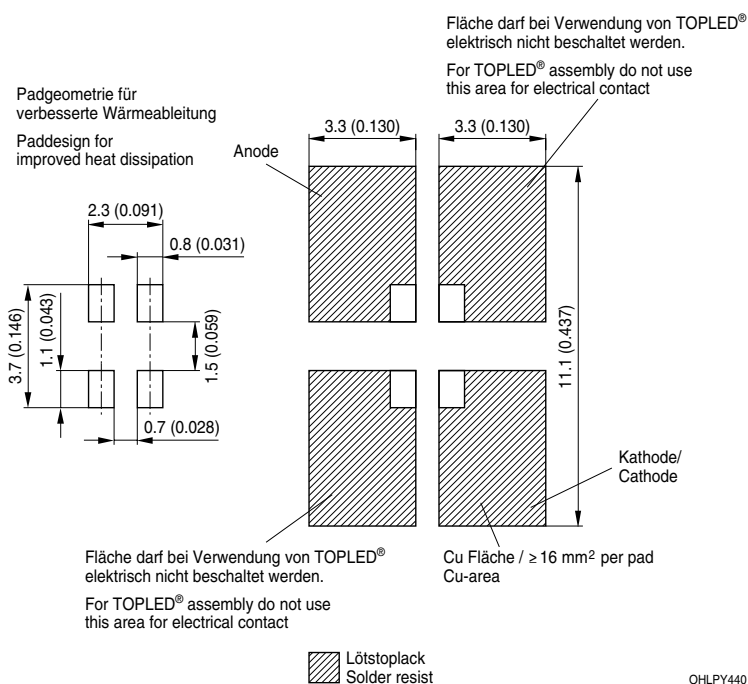 Fläche darf bei Verwendung von TOPLED®
elektrisch nicht beschaltet werden.
For TOPLED® assembly do not use
this area for electrical contact
Padgeometrie für
verbesserte Wärmeableitung
Paddesign for
improved heat dissipation
Anode
3.3 (0.130)
3.3 (0.130)
2.3 (0.091)
0.8 (0.031)
3.7 (0.146)
1.1 (0.043)
1.5 (0.059)
0.7 (0.028)
11.1 (0.437)
Kathode/
Cathode
Fläche darf bei Verwendung von TOPLED®
elektrisch nicht beschaltet werden.
For TOPLED® assembly do not use
this area for electrical contact
Cu Fläche / ≥ 16 mm² per pad
Cu-area
Lötstoplack
Solder resist
OHLPY440